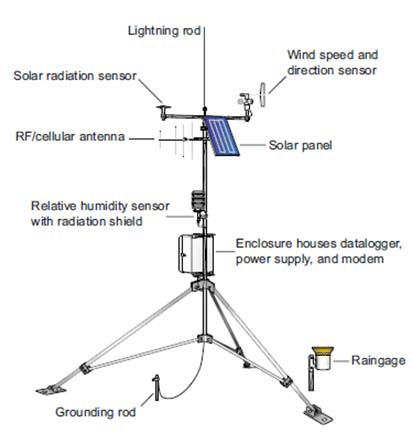 Lightning rod
Wind speed and
direction sensor
Solar radiation sensor
RF/cellular antenna
Solar panel
Relative humidity sensor
with radiation shield
Enclosure houses datalogger,
power supply, and modem
Raingage
Grounding rod